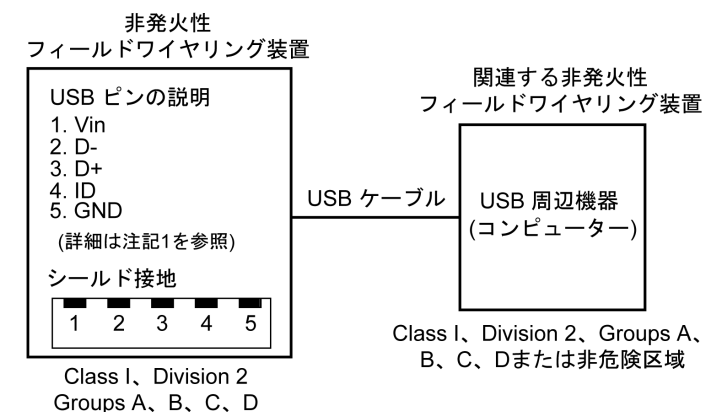 非発火性
フィールドワイヤリング装置
USB ピンの説明
1. Vin
2. D-
3. D+
4. ID
5. GND
(詳細は注記1を参照)
シールド接地
1 2 3 4 5
Class I、Division 2
Groups A、B、C、D
USB ケーブル
関連する非発火性
フィールドワイヤリング装置
USB 周辺機器
(コンピューター)
Class I、Division 2、Groups A、
B、C、Dまたは非危険区域